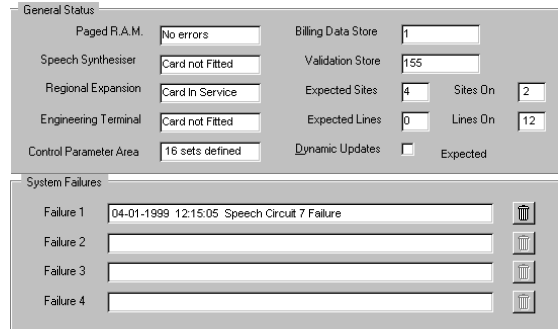 General Status
Paged R.A.M. No errors Billing Data Store 1
Speech Synthesiser Card not Fitted Validation Store 155
Regional Expansion Card In Service Expected Sites 4 Sites On 2
Engineering Terminal Card not Fitted Expected Lines 0 Lines On 12
Control Parameter Area 16 sets defined Dynamic Updates Expected
System Failures
Failure 1 04-01-1999 12:15:05 Speech Circuit 7 Failure
Failure 2
Failure 3
Failure 4